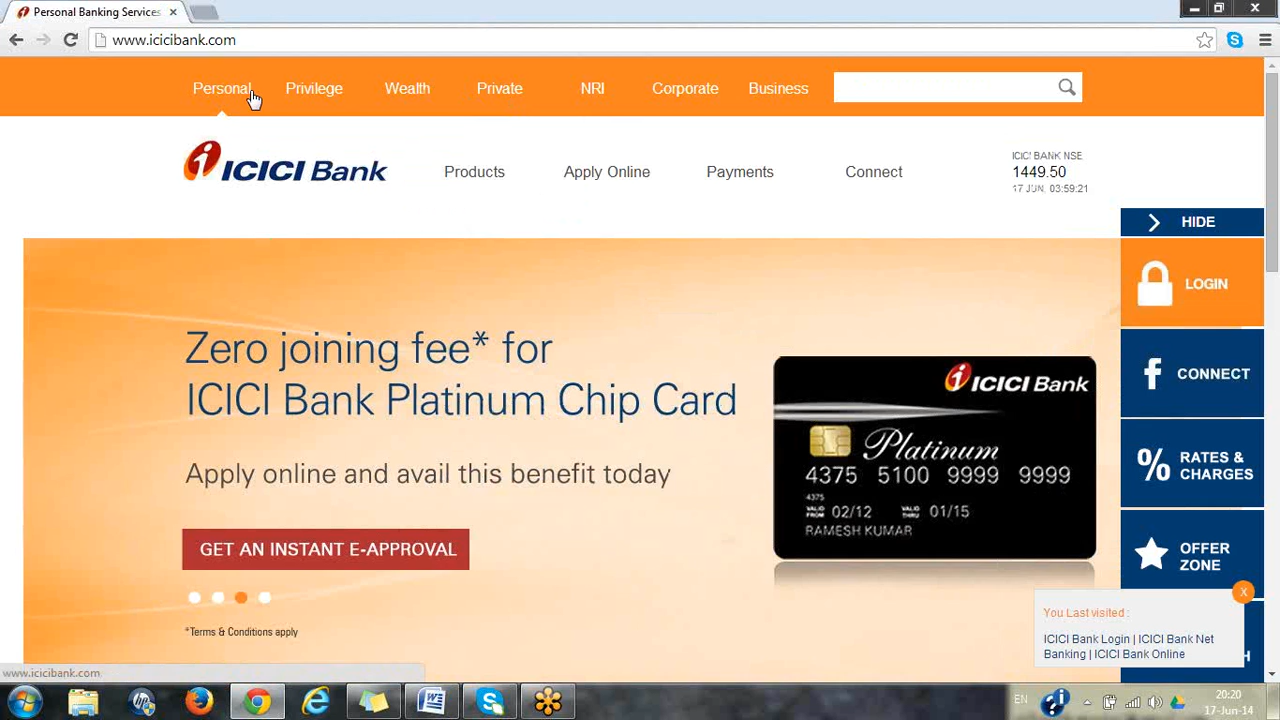 Personal Banking Services
www.icicibank.com
Personal Privilege Wealth Private NRI Corporate Business
ICICI Bank
Products Apply Online Payments Connect
ICICI BANK NSE
1449.50
17 JUN, 03:59:21
HIDE
LOGIN
CONNECT
RATES &
CHARGES
OFFER
ZONE
Zero joining fee* for
ICICI Bank Platinum Chip Card
Apply online and avail this benefit today
GET AN INSTANT E-APPROVAL
*Terms & Conditions apply
ICICI Bank
Platinum
4375 5100 9999 9999
4375
VALID FROM 02/12 VALID THRU 01/15
RAMESH KUMAR
You Last visited :
ICICI Bank Login | ICICI Bank Net
Banking | ICICI Bank Online
H
www.icicibank.com
EN
20:20
17-Jun-14